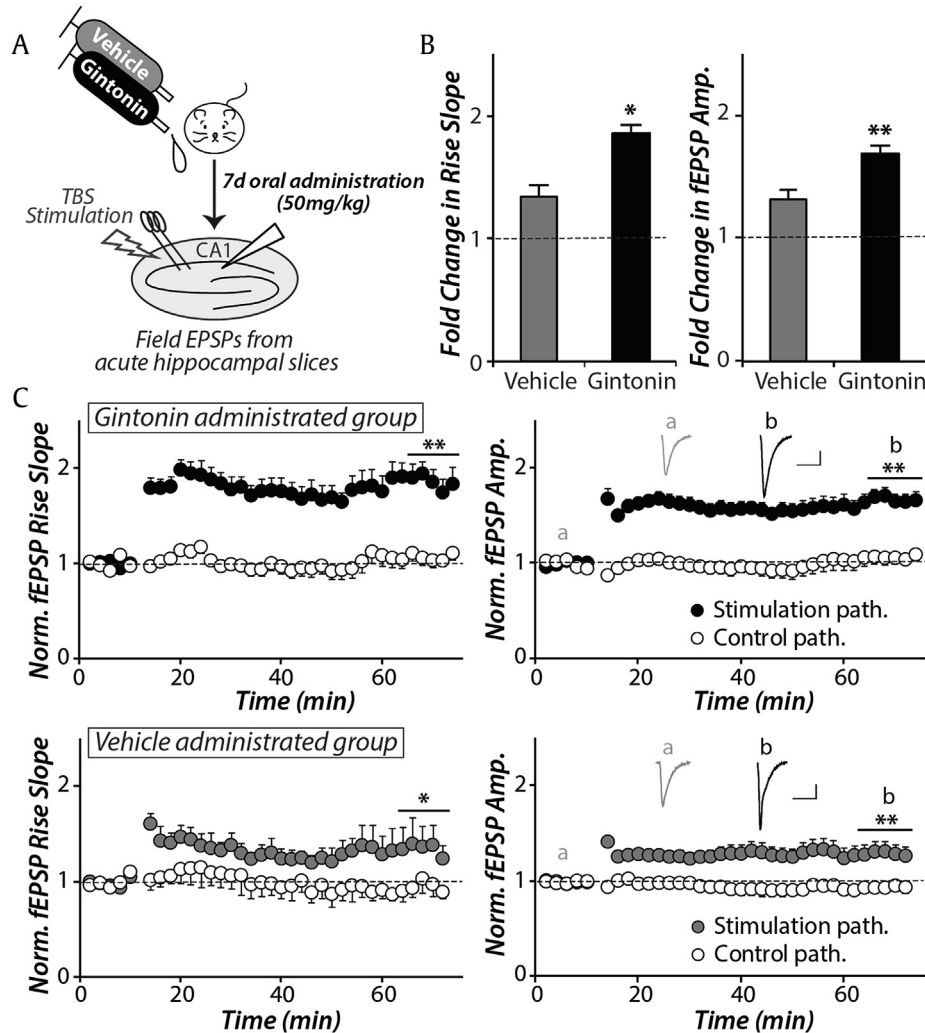 A
Vehicle
Gintonin
7d oral administration
(50mg/kg)
TBS
Stimulation
CA1
Field EPSPs from
acute hippocampal slices
B
Fold Change in Rise Slope
2
1
0
*
Vehicle
Gintonin
Fold Change in fEPSP Amp.
2
1
0
**
Vehicle
Gintonin
C
Gintonin administrated group
Norm. fEPSP Rise Slope
2
1
0
**
0
20
40
60
Time (min)
Norm. fEPSP Amp.
2
1
0
a
a
b
b
**
Stimulation path.
Control path.
0
20
40
60
Time (min)
Vehicle administrated group
Norm. fEPSP Rise Slope
2
1
0
*
0
20
40
60
Time (min)
Norm. fEPSP Amp.
2
1
0
a
a
b
b
**
Stimulation path.
Control path.
0
20
40
60
Time (min)